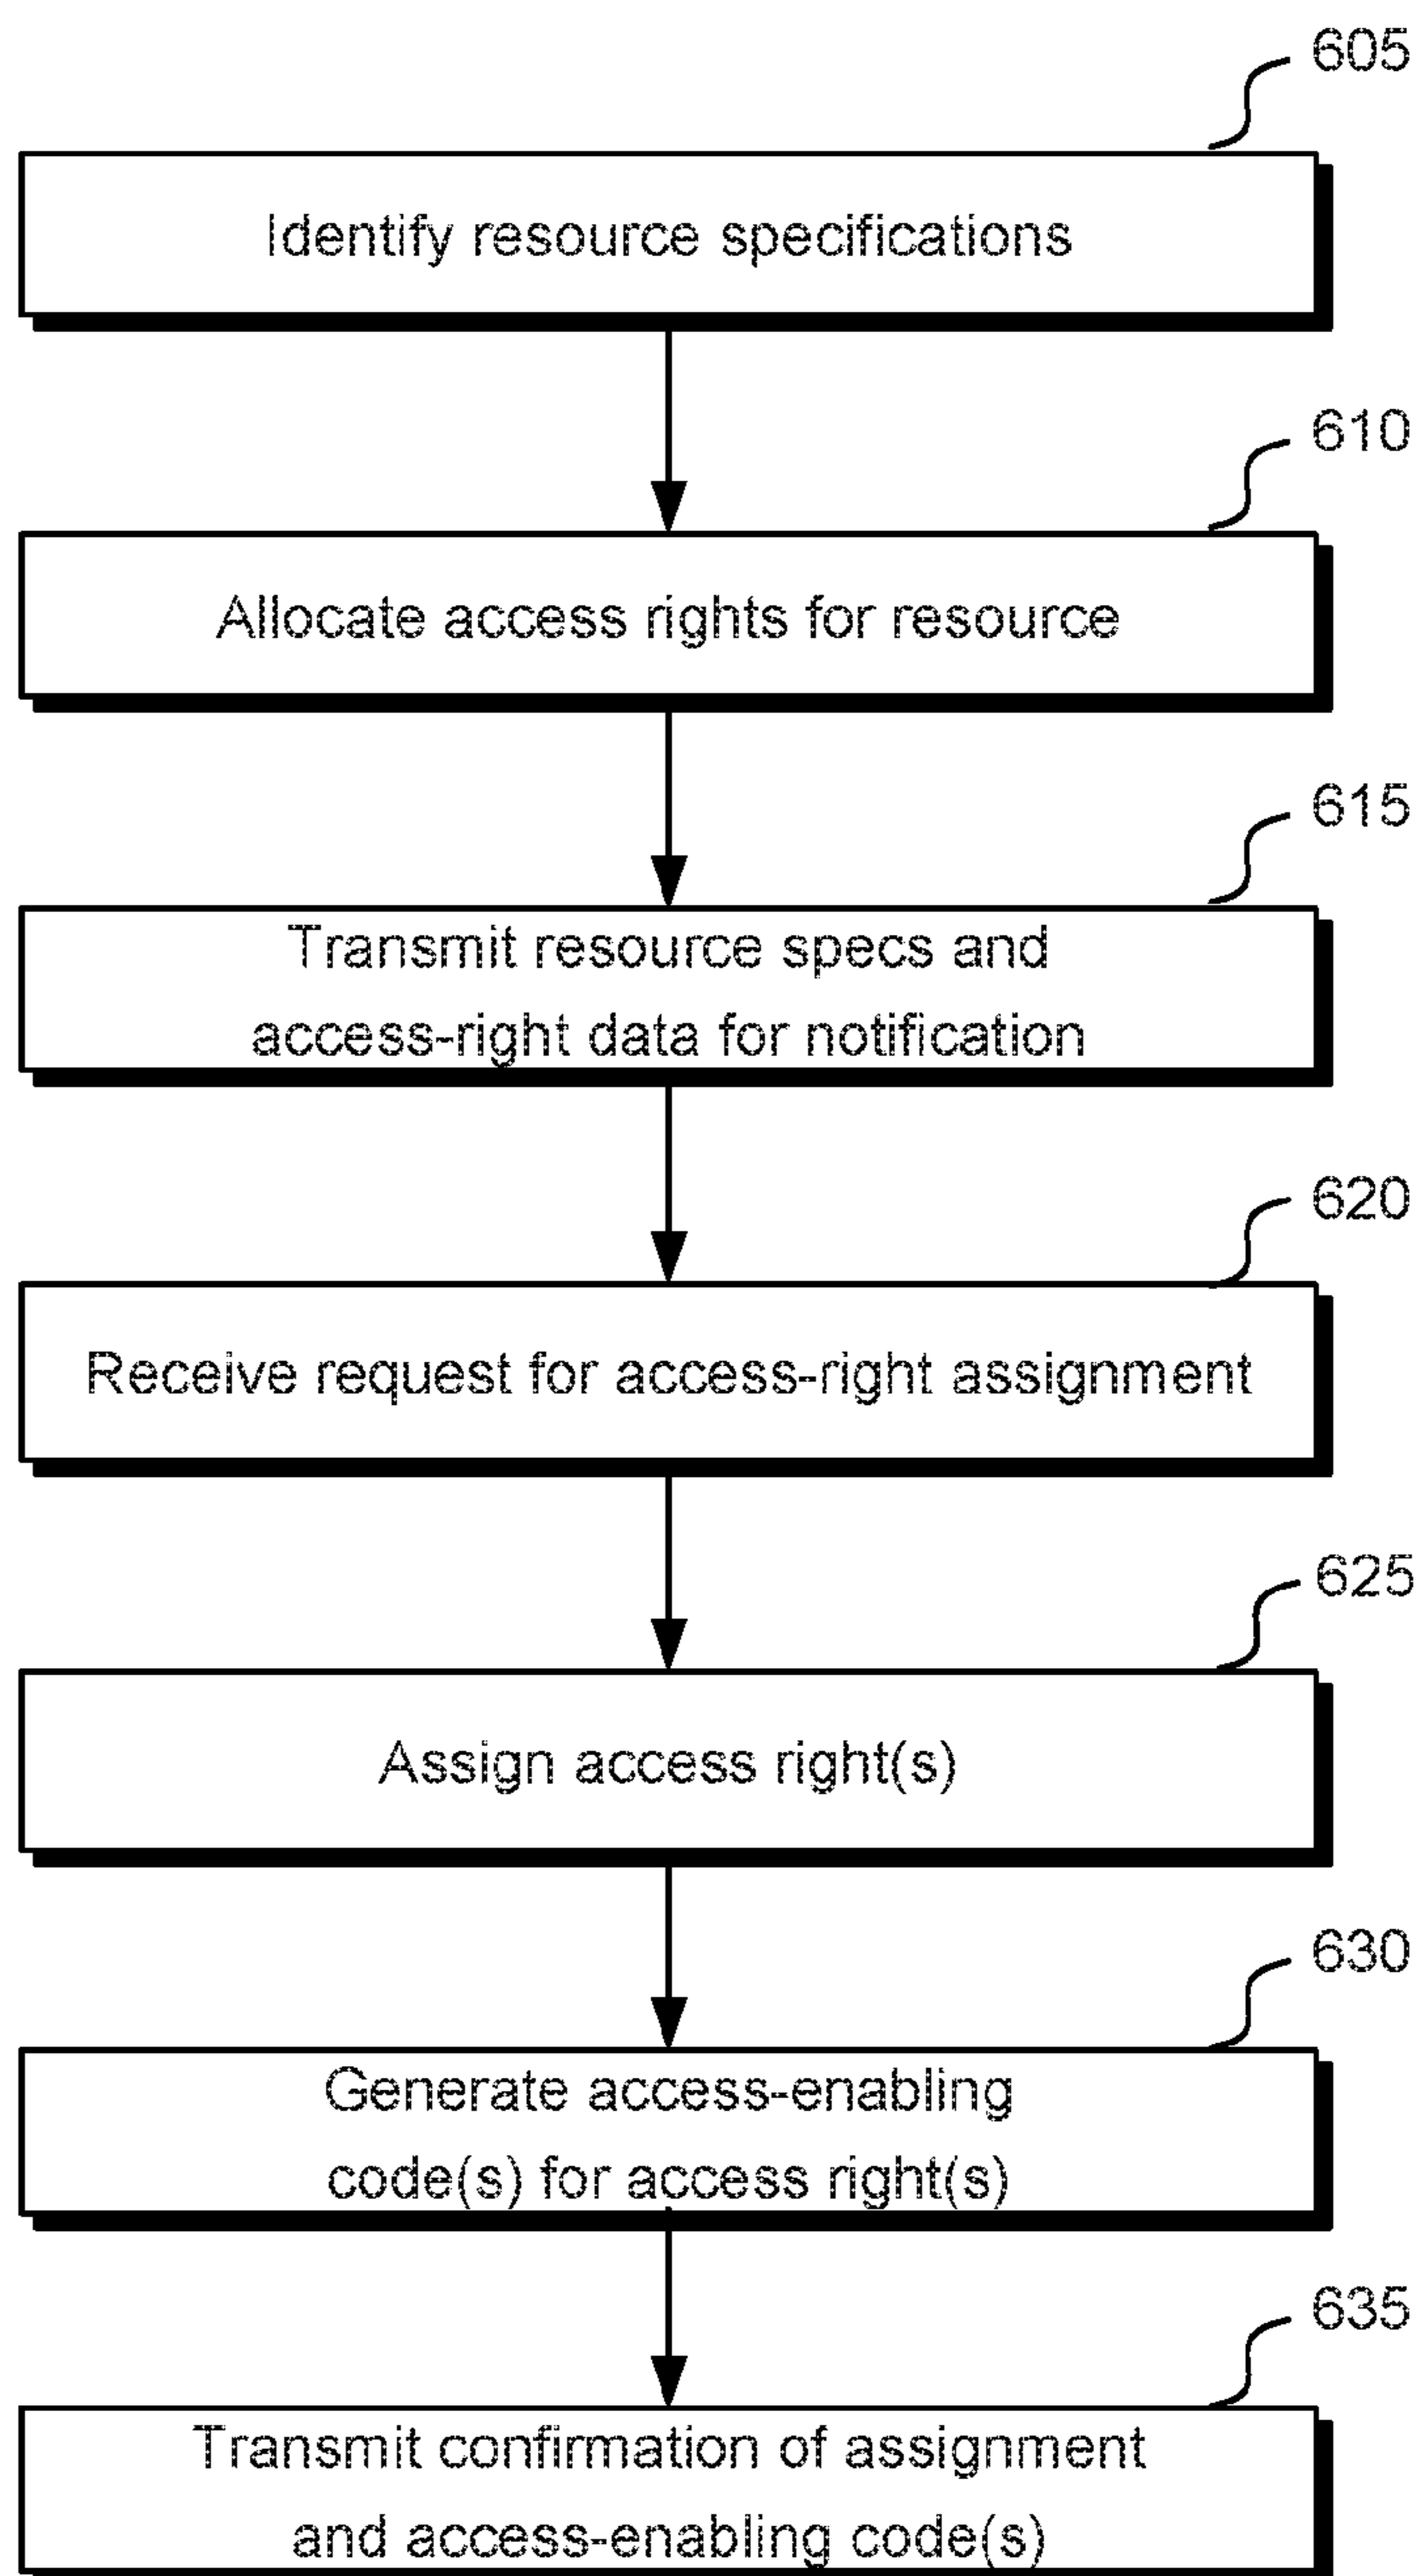 605
Identify resource specifications
610
Allocate access rights for resource
615
Transmit resource specs and
access-right data for notification
620
Receive request for access-right assignment
625
Assign access right(s)
630
Generate access-enabling
code(s) for access right(s)
635
Transmit confirmation of assignment
and access-enabling code(s)